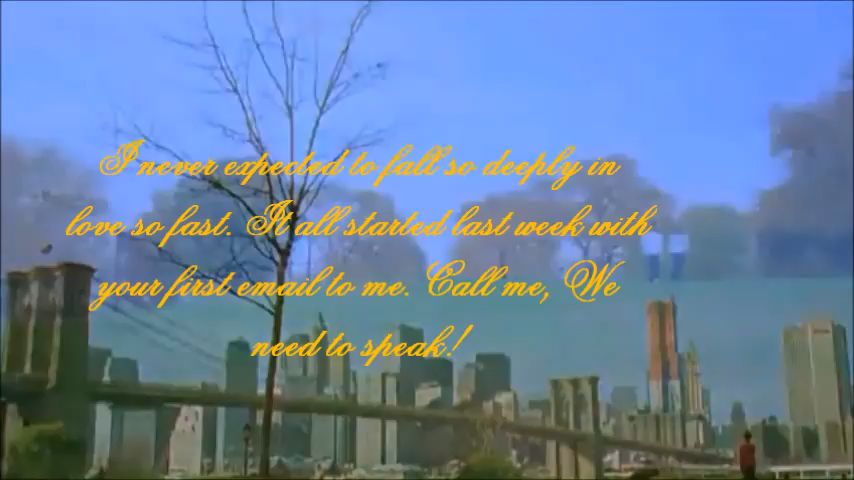 I never expected to fall so deeply in
love so fast. It all started last week with
your first email to me. Call me, We
need to speak!